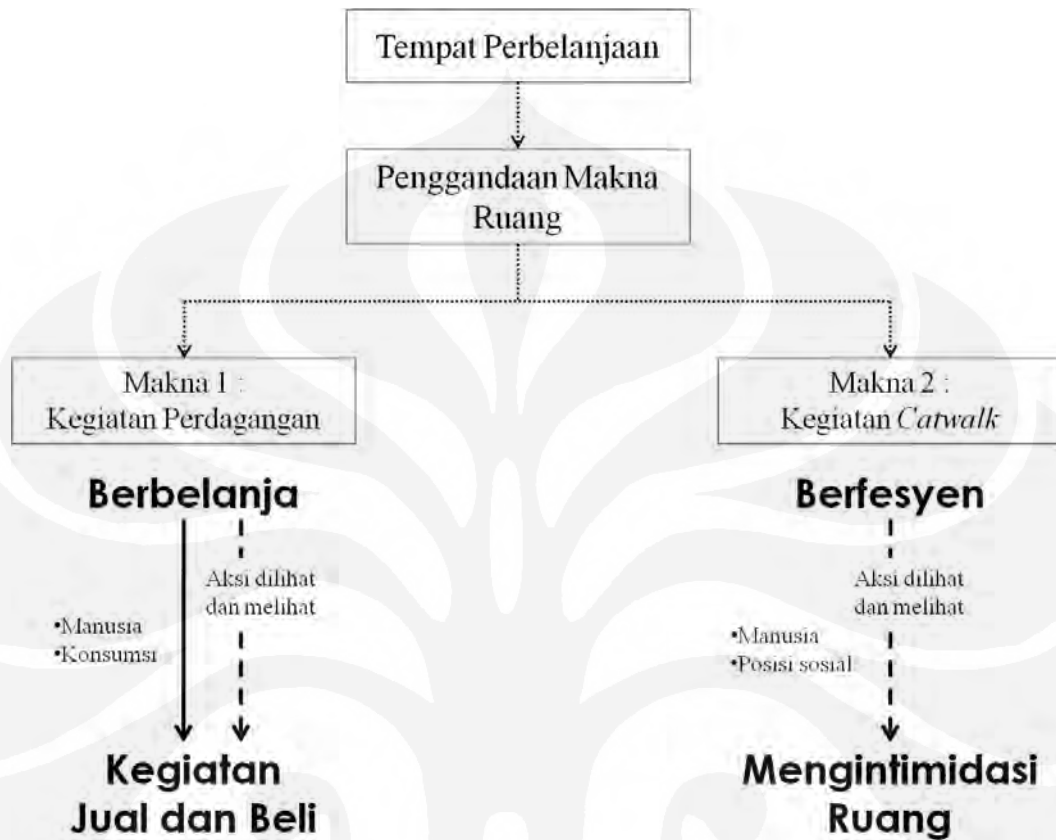 Tempat Perbelanjaan
Penggandaan Makna
Ruang
Makna 1 :
Kegiatan Perdagangan
Berbelanja
Aksi dilihat
dan melihat
•Manusia
•Konsumsi
Kegiatan
Jual dan Beli
Makna 2 :
Kegiatan Catwalk
Berfesyen
Aksi dilihat
dan melihat
•Manusia
•Posisi sosial
Mengintimidasi
Ruang